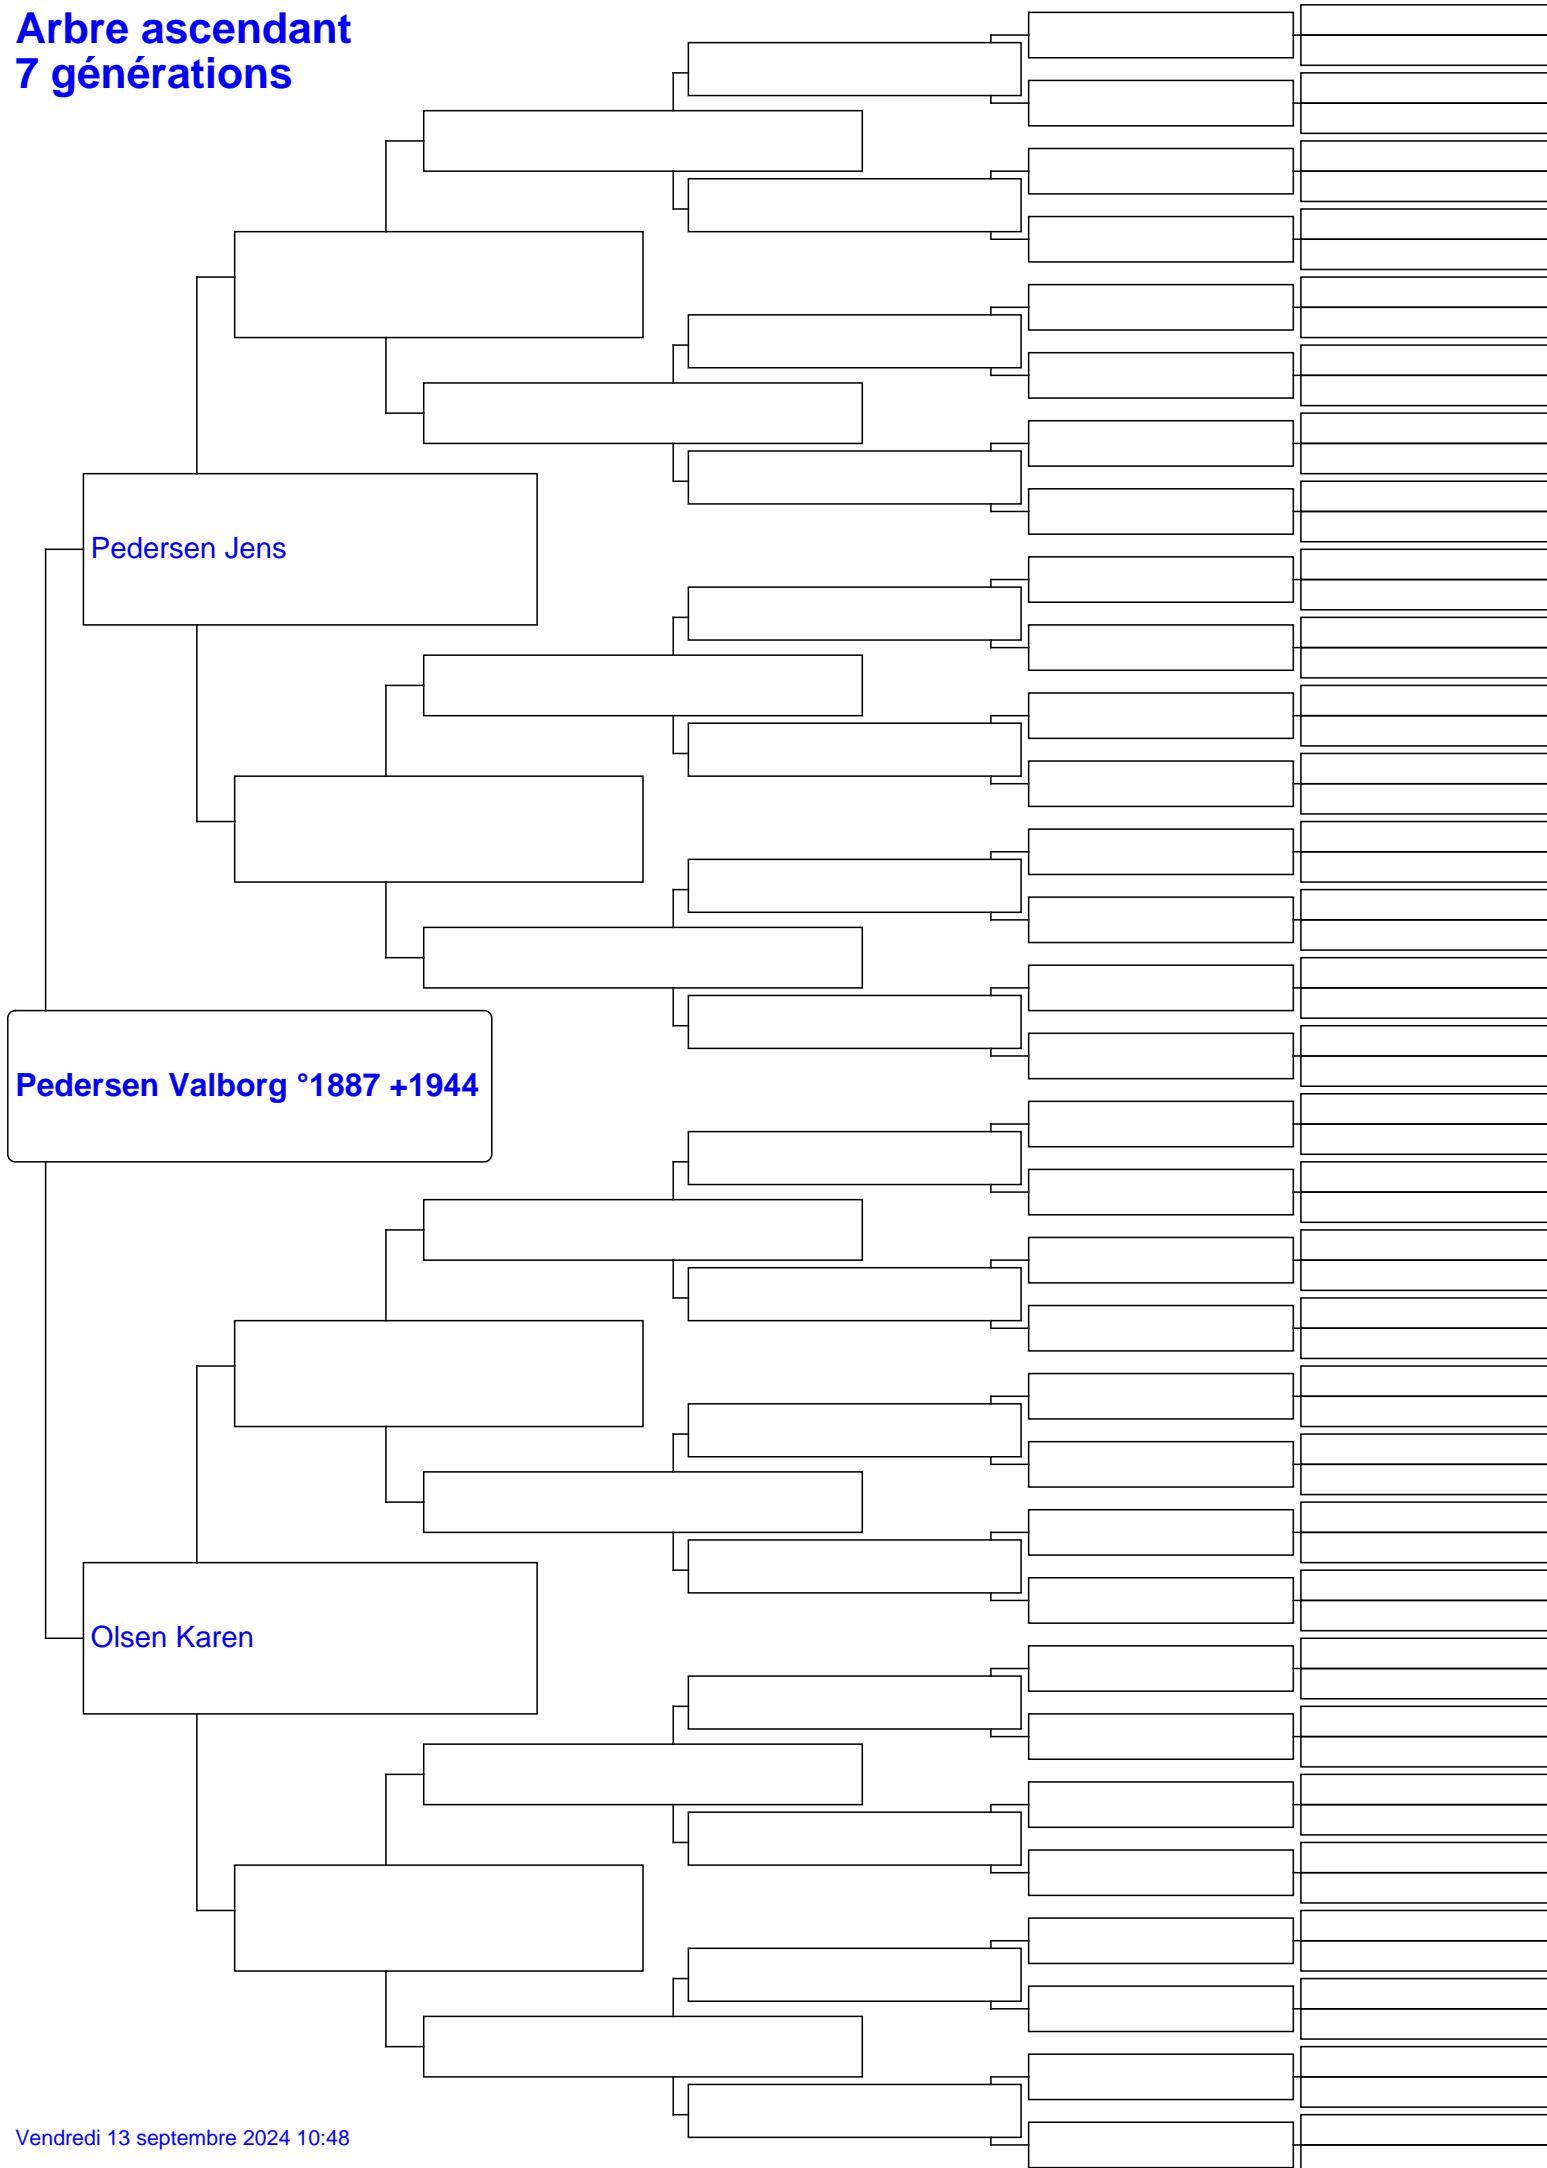 Arbre ascendant
7 générations
Pedersen Jens
Pedersen Valborg °1887 +1944
Olsen Karen
Vendredi 13 septembre 2024 10:48